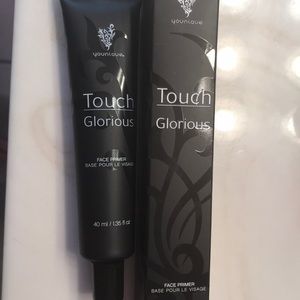 younique
Touch
Glorious
FACE PRIMER
BASE POUR LE VISAGE
40 ml / 1.35 fl oz
Touch
Glorious
FACE PRIMER
BASE POUR LE VISAGE